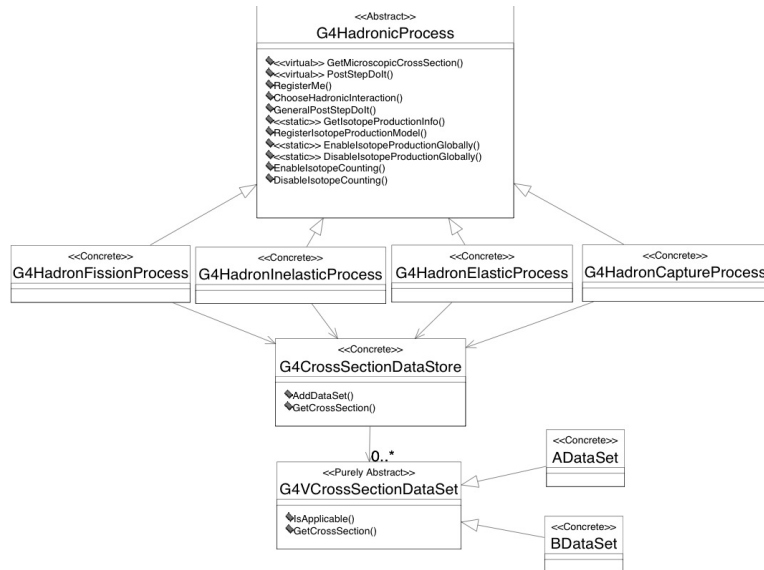 <<Abstract>>
G4HadronicProcess
<<virtual>> GetMicroscopicCrossSection()
<<virtual>> PostStepDoIt()
RegisterMe()
ChooseHadronicInteraction()
GeneralPostStepDoIt()
<<static>> GetIsotopeProductionInfo()
RegisterIsotopeProductionModel()
<<static>> EnableIsotopeProductionGlobally()
<<static>> DisableIsotopeProductionGlobally()
EnableIsotopeCounting()
DisableIsotopeCounting()
<<Concrete>>
G4HadronFissionProcess
<<Concrete>>
G4HadronInelasticProcess
<<Concrete>>
G4HadronElasticProcess
<<Concrete>>
G4HadronCaptureProcess
<<Concrete>>
G4CrossSectionDataStore
AddDataSet()
GetCrossSection()
0..*
<<Purely Abstract>>
G4VCrossSectionDataSet
IsApplicable()
GetCrossSection()
<<Concrete>>
ADataSet
<<Concrete>>
BDataSet